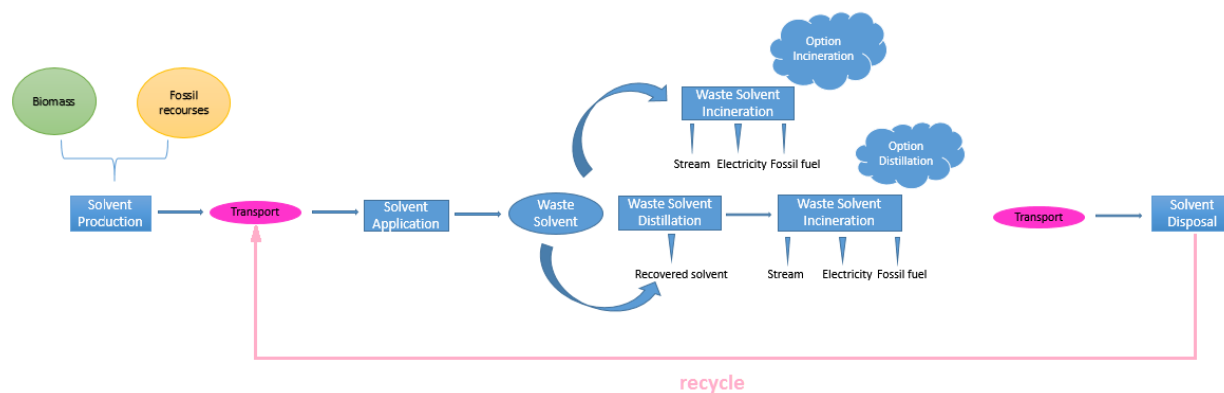 Option
Incineration
Biomass
Fossil
recourses
Waste Solvent
Incineration
Stream
Electricity
Fossil fuel
Option
Distillation
Solvent
Production
Transport
Solvent
Application
Waste
Solvent
Waste Solvent
Distillation
Waste Solvent
Incineration
Transport
Solvent
Disposal
Recovered solvent
Stream
Electricity
Fossil fuel
recycle